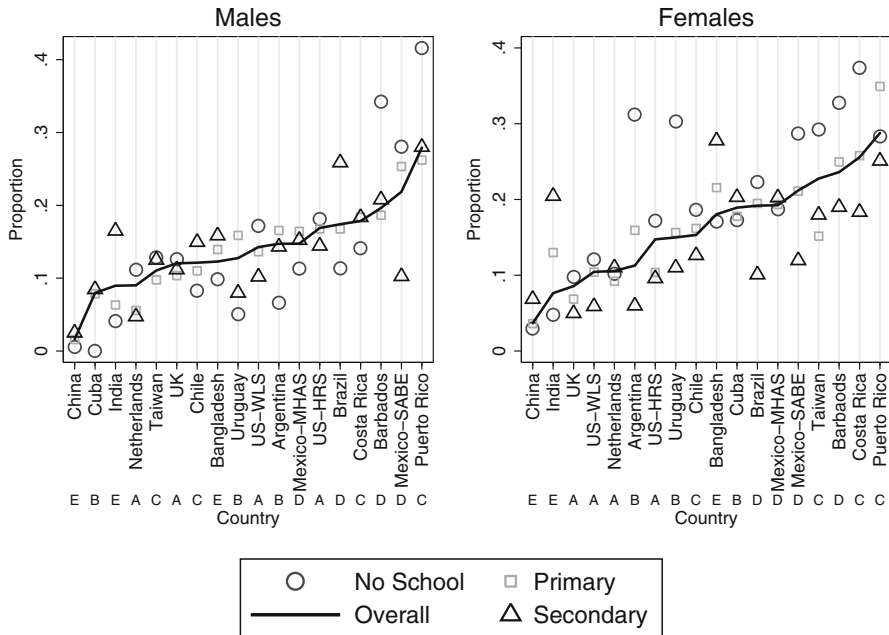 Males
Proportion
.4
.3
.2
.1
0
China
Cuba
India
Netherlands
Taiwan
UK
Chile
Bangladesh
Uruguay
US-WLS
Argentina
Mexico-MHAS
US-HRS
Brazil
Costa Rica
Barbados
Mexico-SABE
Puerto Rico
E B E A C A C E B A B D A D C D D C
Country
Females
Proportion
.4
.3
.2
.1
0
China
India
UK
US-WLS
Netherlands
Argentina
US-HRS
Uruguay
Chile
Bangladesh
Cuba
Brazil
Mexico-MHAS
Mexico-SABE
Taiwan
Barbaods
Costa Rica
Puerto Rico
E E A A A B A B C E B D D D C D C C
Country
No School
Primary
Overall
Secondary